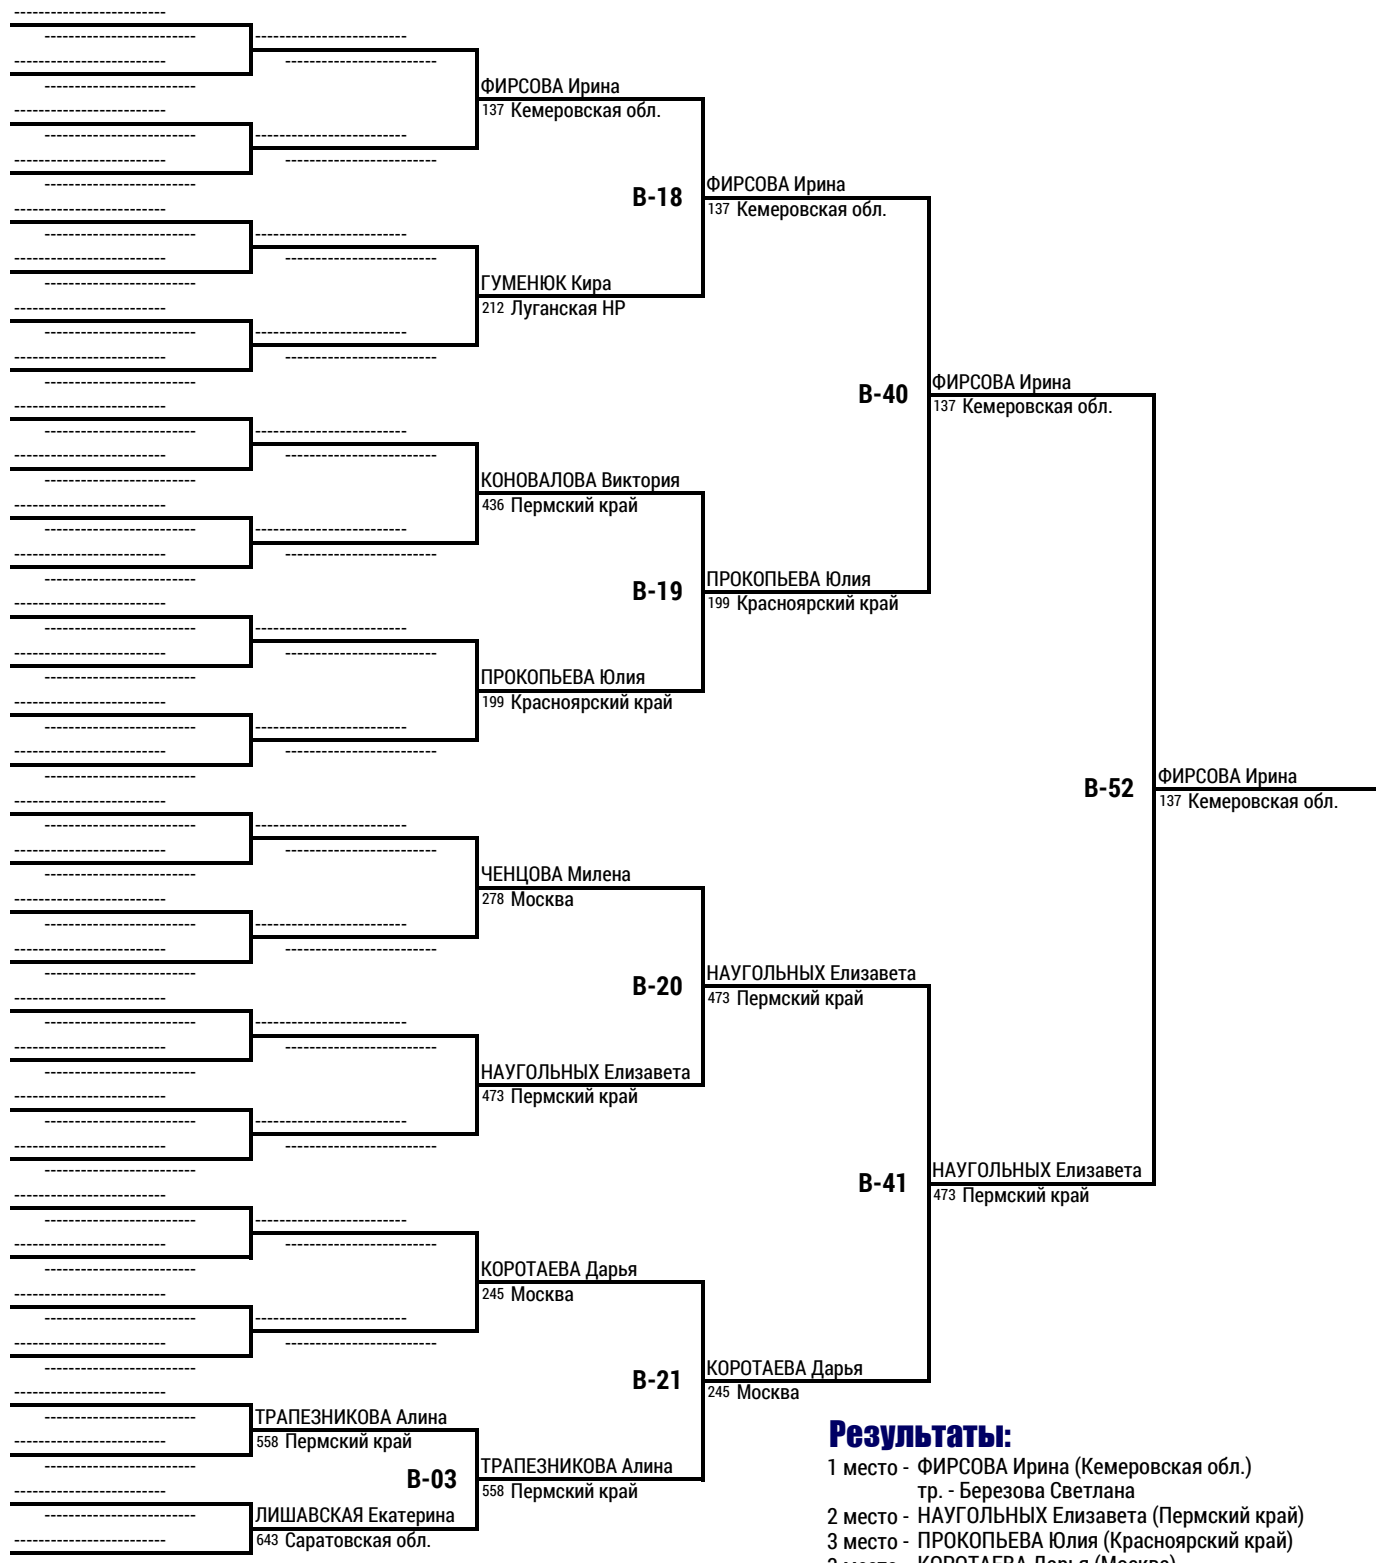 ФИРСОВА Ирина
137 Кемеровская обл.
B-18
ФИРСОВА Ирина
137 Кемеровская обл.
ГУМЕНЮК Кира
212 Луганская НР
B-40
ФИРСОВА Ирина
137 Кемеровская обл.
КОНОВАЛОВА Виктория
436 Пермский край
B-19
ПРОКОПЬЕВА Юлия
199 Красноярский край
ПРОКОПЬЕВА Юлия
199 Красноярский край
B-52
ФИРСОВА Ирина
137 Кемеровская обл.
ЧЕНЦОВА Милена
278 Москва
B-20
НАУГОЛЬНЫХ Елизавета
473 Пермский край
НАУГОЛЬНЫХ Елизавета
473 Пермский край
B-41
НАУГОЛЬНЫХ Елизавета
473 Пермский край
КОРОТАЕВА Дарья
245 Москва
B-21
КОРОТАЕВА Дарья
245 Москва
ТРАПЕЗНИКОВА Алина
558 Пермский край
B-03
ТРАПЕЗНИКОВА Алина
558 Пермский край
ЛИШАВСКАЯ Екатерина
643 Саратовская обл.
Результаты:
1 место - ФИРСОВА Ирина (Кемеровская обл.)
тр. - Березова Светлана
2 место - НАУГОЛЬНЫХ Елизавета (Пермский край)
3 место - ПРОКОПЬЕВА Юлия (Красноярский край)
3 место - КОРОТАЕВА Дарья (Москва)